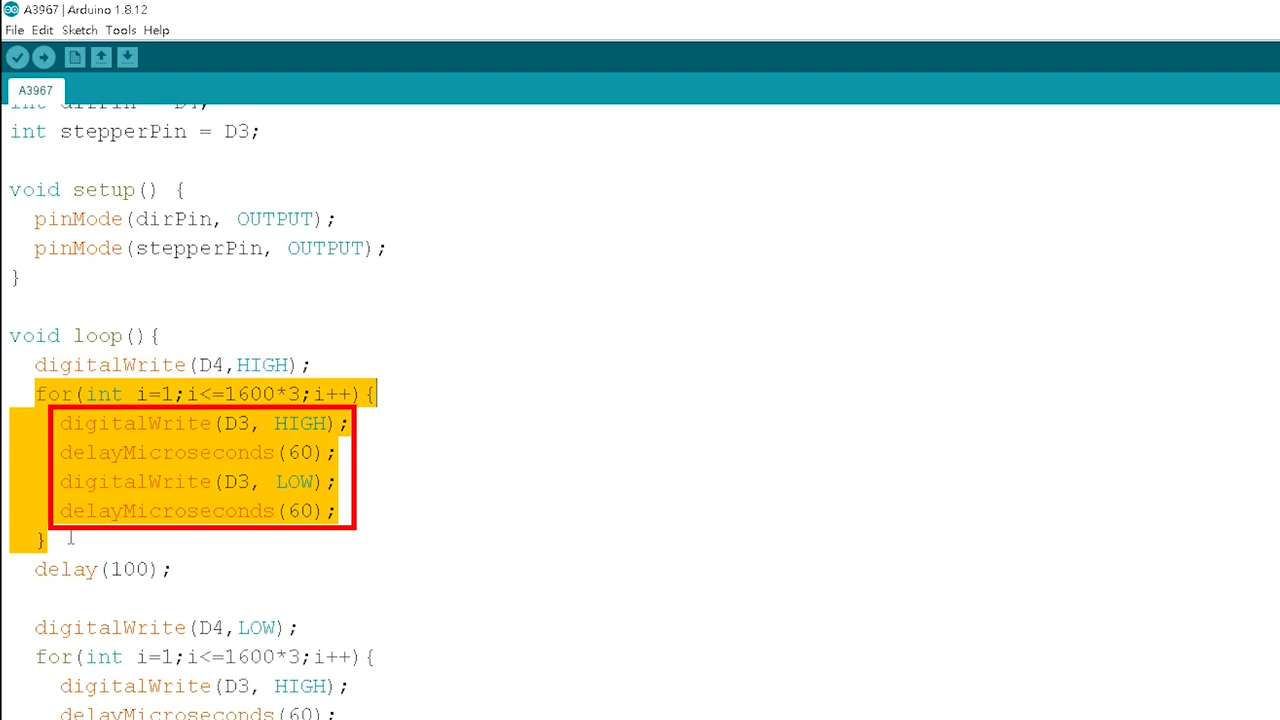 A3967 | Arduino 1.8.12
File Edit Sketch Tools Help
A3967
int stepperPin = D3;
void setup() {
pinMode(dirPin, OUTPUT);
pinMode(stepperPin, OUTPUT);
}
void loop(){
digitalWrite(D4,HIGH);
for(int i=1;i<=1600*3;i++){
digitalWrite(D3, HIGH);
delayMicroseconds(60);
digitalWrite(D3, LOW);
delayMicroseconds(60);
}
delay(100);
digitalWrite(D4,LOW);
for(int i=1;i<=1600*3;i++){
digitalWrite(D3, HIGH);
delayMicroseconds(60);